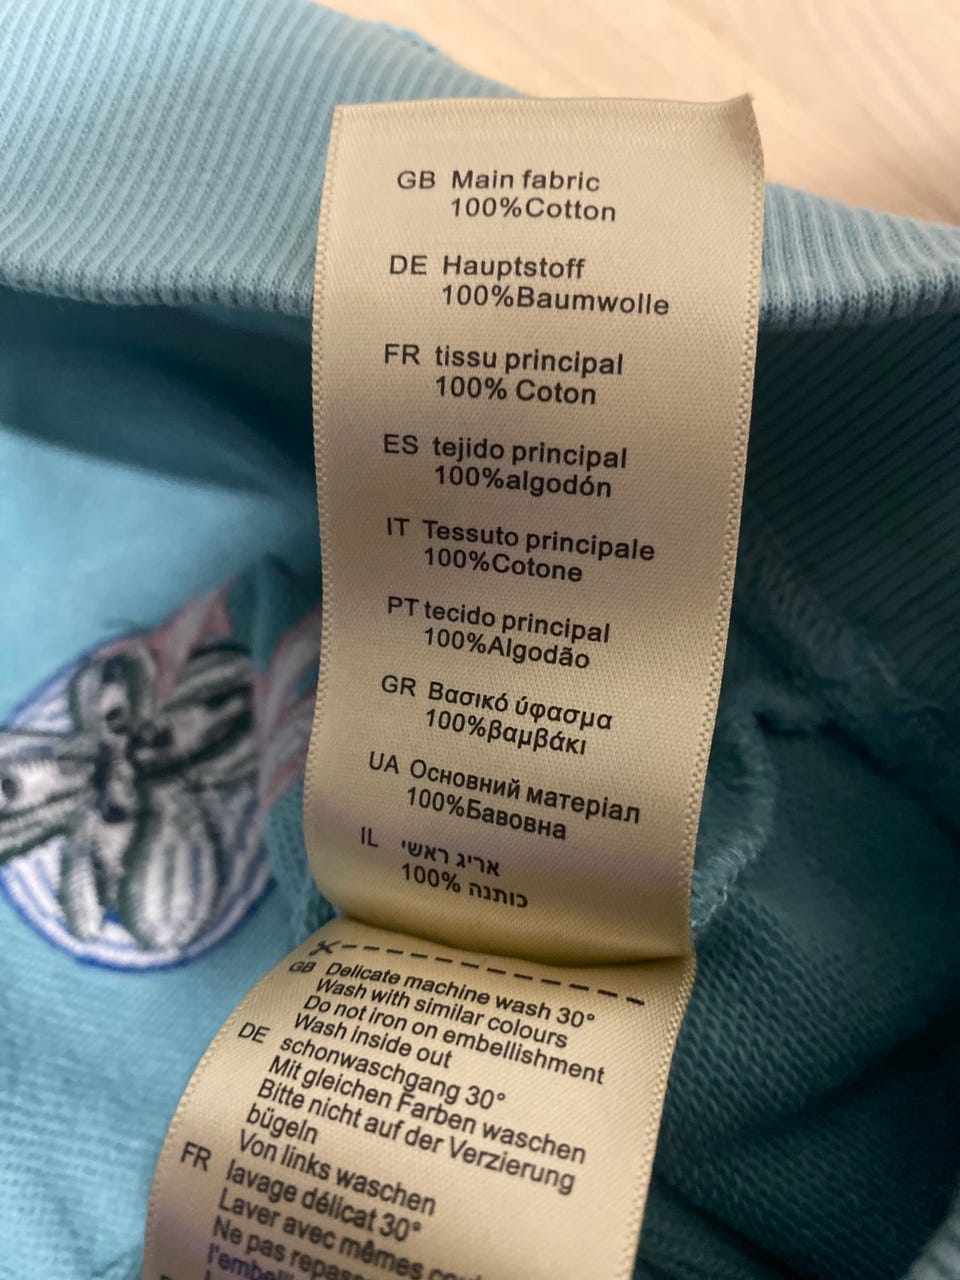 GB Main fabric
100%Cotton
DE Hauptstoff
100%Baumwolle
FR tissu principal
100% Coton
ES tejido principal
100%algodón
IT Tessuto principale
100%Cotone
PT tecido principal
100%Algodão
GR Βασικό ύφασμα
100%βαμβάκι
UA Основний матеріал
100%Бавовна
IL אריג ראשי
100% כותנה
GB Delicate machine wash 30°
Wash with similar colours
Do not iron on embellishment
Wash inside out
DE schonwaschgang 30°
Mit gleichen Farben waschen
Bitte nicht auf der Verzierung
bügeln
Von links waschen
FR lavage délicat 30°
Laver avec mêmes
Ne pas